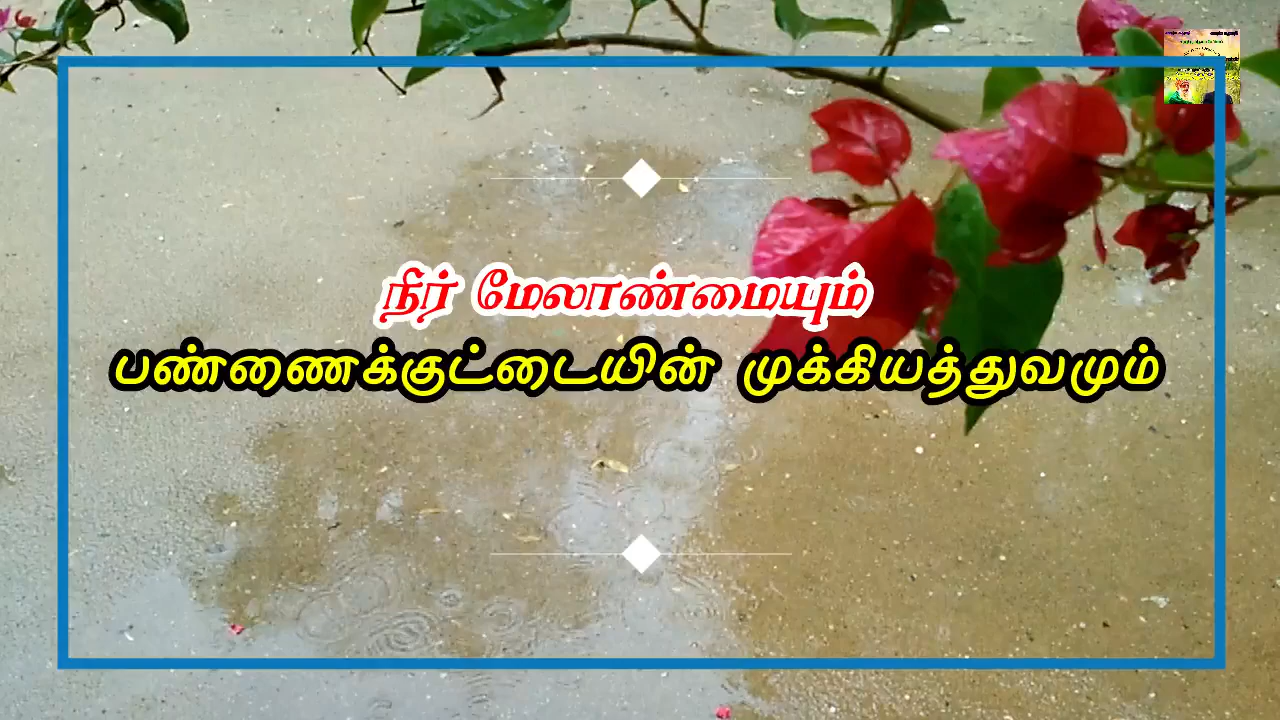 நீர் மேலாண்மையும்
பண்ணைக்குட்டையின் முக்கியத்துவமும்